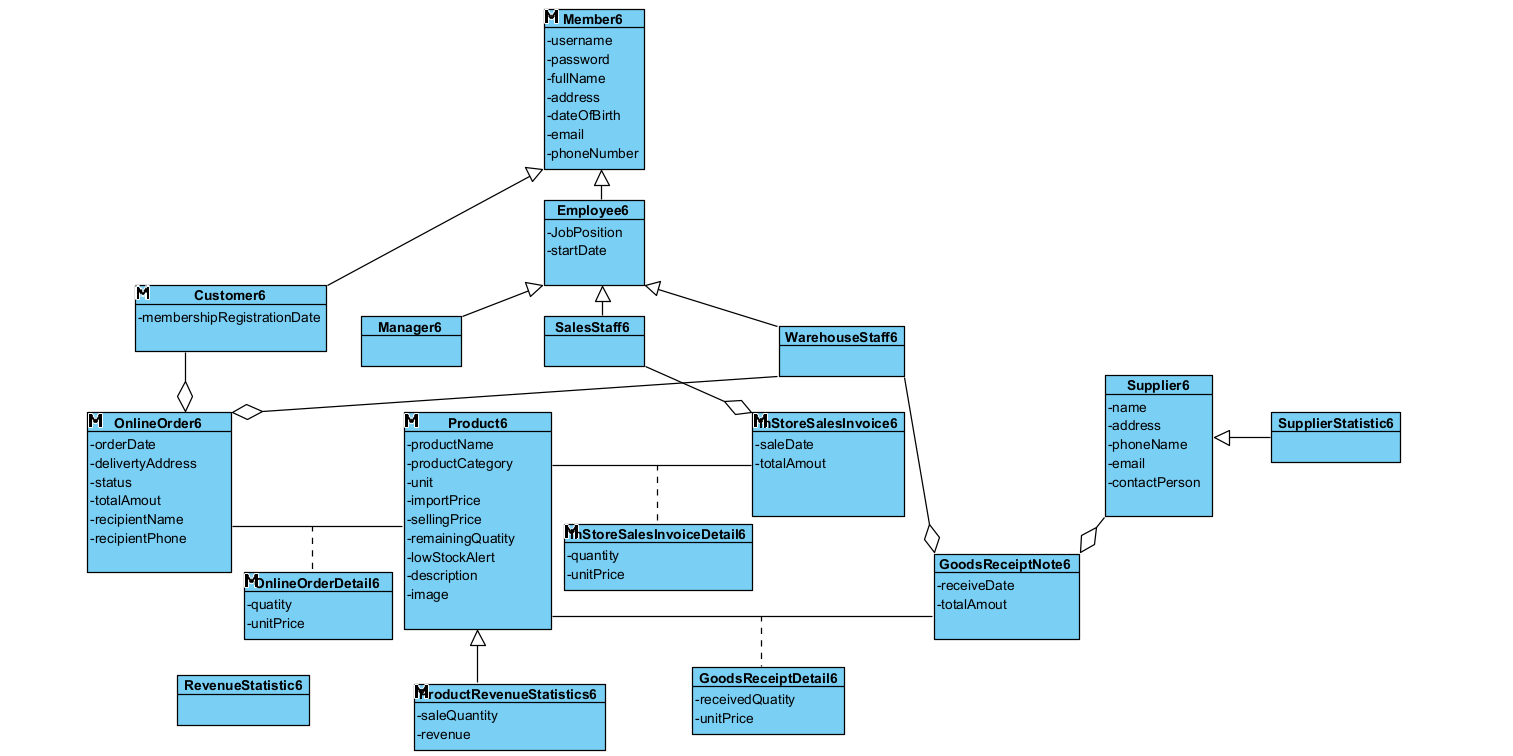 M Member6
-username
-password
-fullName
-address
-dateOfBirth
-email
-phoneNumber
Employee6
-JobPosition
-startDate
M Customer6
-membershipRegistrationDate
Manager6
SalesStaff6
WarehouseStaff6
M OnlineOrder6
-orderDate
-delivertyAddress
-status
-totalAmout
-recipientName
-recipientPhone
M Product6
-productName
-productCategory
-unit
-importPrice
-sellingPrice
-remainingQuatity
-lowStockAlert
-description
-image
M InStoreSalesInvoice6
-saleDate
-totalAmout
Supplier6
-name
-address
-phoneName
-email
-contactPerson
SupplierStatistic6
M OnlineOrderDetail6
-quatity
-unitPrice
M InStoreSalesInvoiceDetail6
-quantity
-unitPrice
GoodsReceiptNote6
-receiveDate
-totalAmout
RevenueStatistic6
M ProductRevenueStatistics6
-saleQuantity
-revenue
GoodsReceiptDetail6
-receivedQuatity
-unitPrice